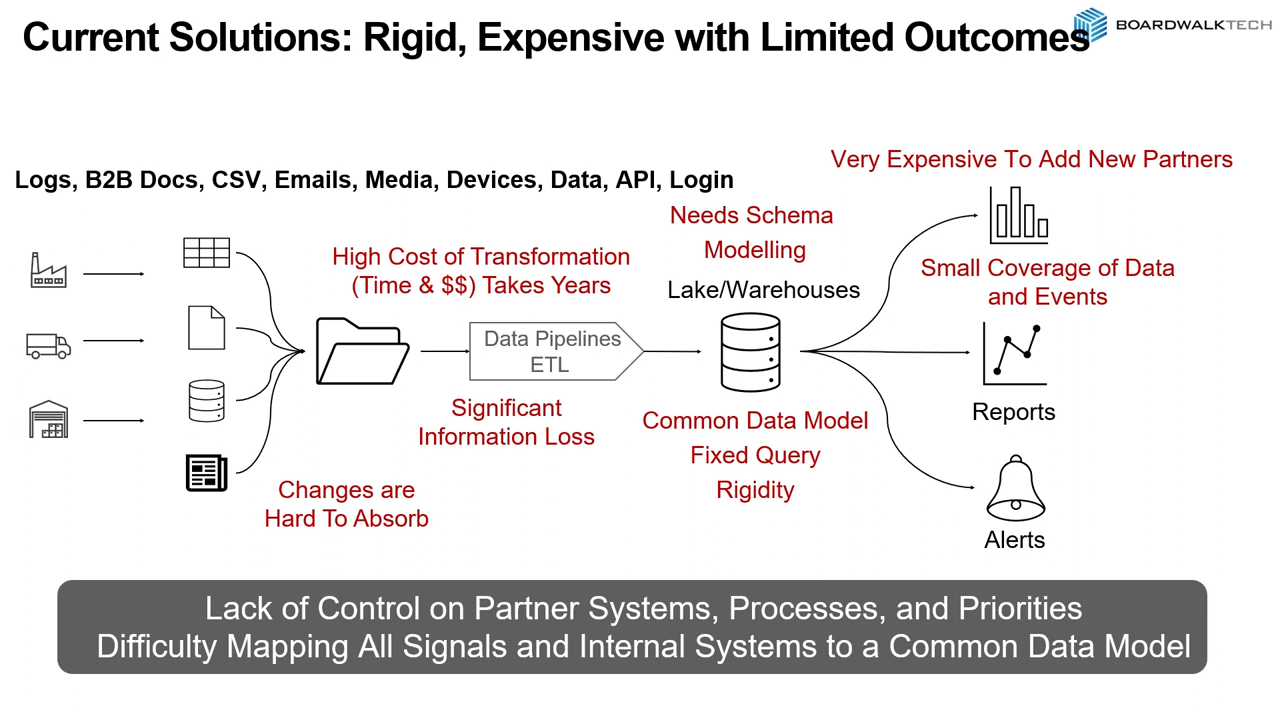 Current Solutions: Rigid, Expensive with Limited Outcomes
BOARDWALKTECH
Logs, B2B Docs, CSV, Emails, Media, Devices, Data, API, Login
Very Expensive To Add New Partners
Needs Schema
Modelling
Lake/Warehouses
High Cost of Transformation
(Time & $$) Takes Years
Small Coverage of Data
and Events
Data Pipelines
ETL
Significant
Information Loss
Common Data Model
Fixed Query
Rigidity
Reports
Changes are
Hard To Absorb
Alerts
Lack of Control on Partner Systems, Processes, and Priorities
Difficulty Mapping All Signals and Internal Systems to a Common Data Model